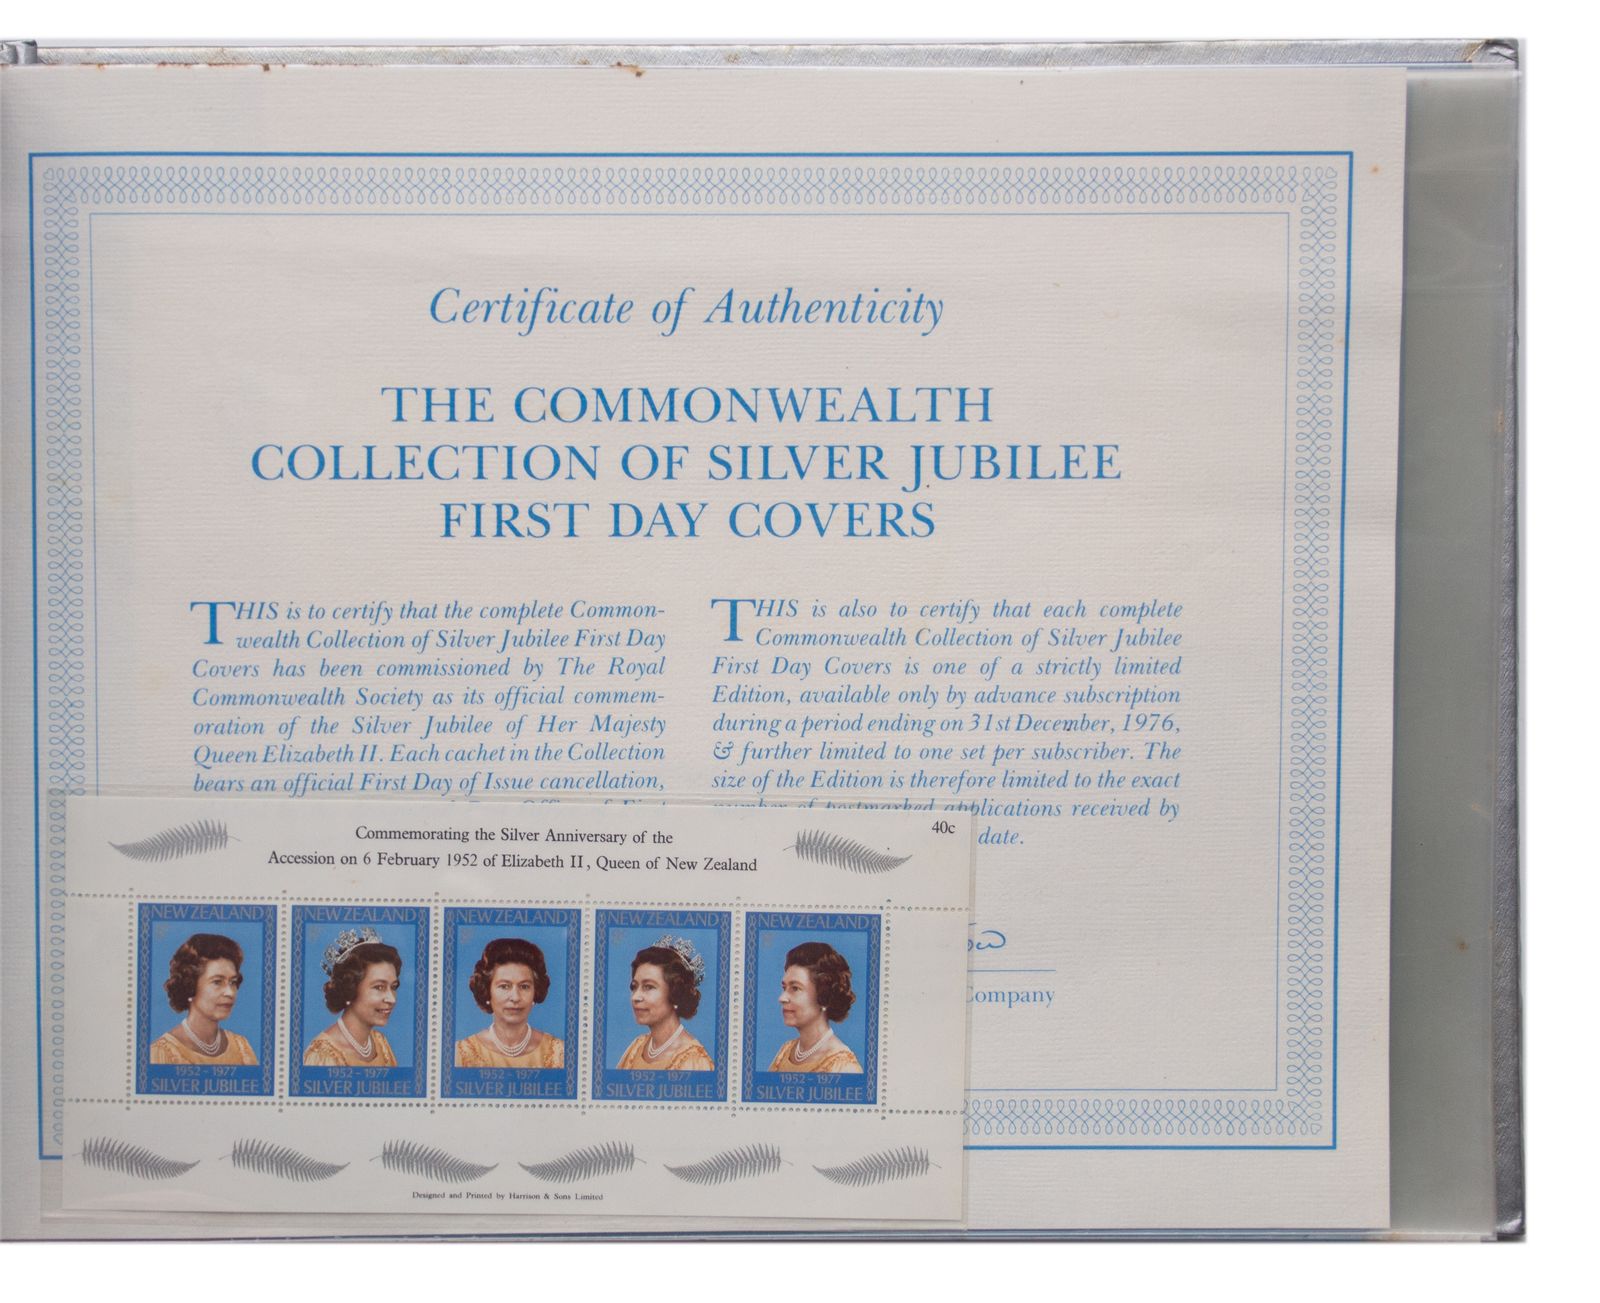 Certificate of Authenticity
THE COMMONWEALTH
COLLECTION OF SILVER JUBILEE
FIRST DAY COVERS
THIS is to certify that the complete Common-
wealth Collection of Silver Jubilee First Day
Covers has been commissioned by The Royal
Commonwealth Society as its official commem-
oration of the Silver Jubilee of Her Majesty
Queen Elizabeth II. Each cachet in the Collection
bears an official First Day of Issue cancellation,
THIS is also to certify that each complete
Commonwealth Collection of Silver Jubilee
First Day Covers is one of a strictly limited
Edition, available only by advance subscription
during a period ending on 31st December, 1976,
& further limited to one set per subscriber. The
size of the Edition is therefore limited to the exact
number of postmarked applications received by
date.
Company
40c
Commemorating the Silver Anniversary of the
Accession on 6 February 1952 of Elizabeth II, Queen of New Zealand
NEW ZEALAND
1952-1977
SILVER JUBILEE
NEW ZEALAND
1952-1977
SILVER JUBILEE
NEW ZEALAND
1952-1977
SILVER JUBILEE
NEW ZEALAND
1952-1977
SILVER JUBILEE
NEW ZEALAND
1952-1977
SILVER JUBILEE
Designed and Printed by Harrison & Sons Limited